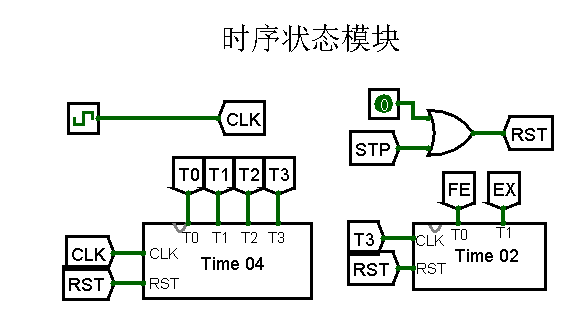 时序状态模块
CLK
0
STP
RST
T0 T1 T2 T3
T0 T1 T2 T3
CLK
CLK
RST
RST
Time 04
FE EX
T0 T1
T3
CLK
RST
RST
Time 02